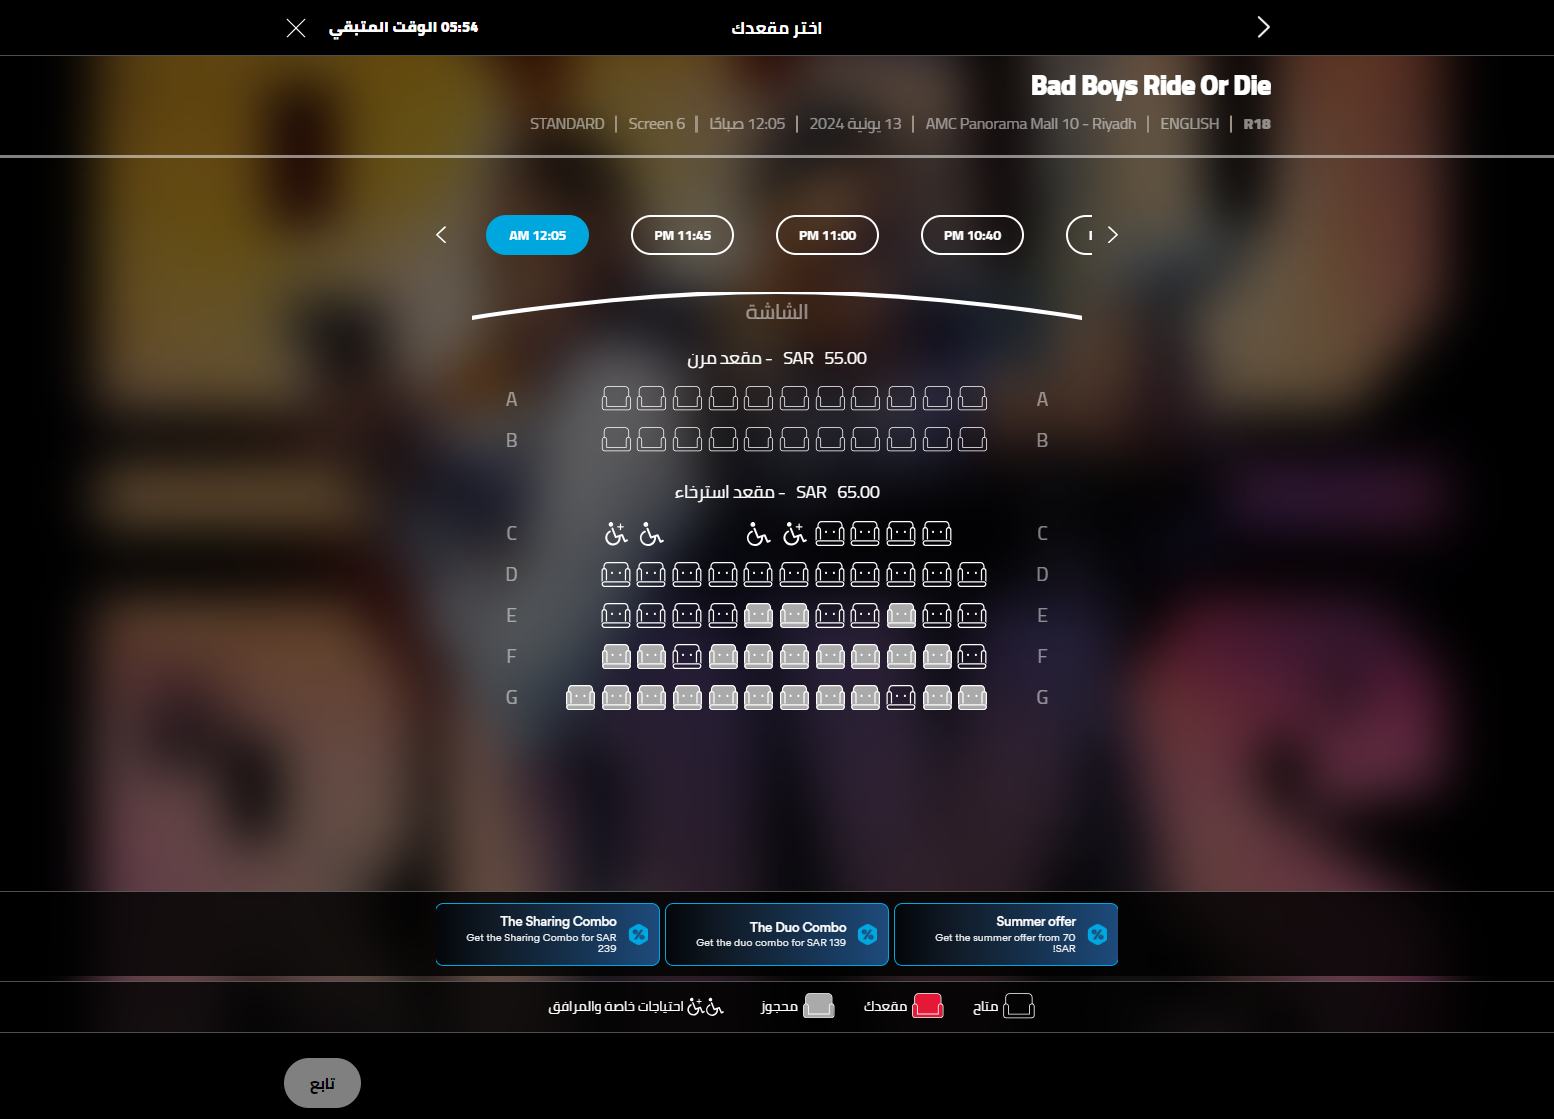 اختر مقعدك
05:54 الوقت المتبقي
Bad Boys Ride Or Die
R18 | ENGLISH | AMC Panorama Mall 10 - Riyadh | 13 يونية 2024 | 12:05 صباحًا | Screen 6 | STANDARD
AM 12:05
PM 11:45
PM 11:00
PM 10:40
الشاشة
مقعد مرن - SAR 55.00
A A
B B
مقعد استرخاء - SAR 65.00
C C
D D
E E
F F
G G
Summer offer
Get the summer offer from 70
!SAR
The Duo Combo
Get the duo combo for SAR 139
The Sharing Combo
Get the Sharing Combo for SAR
239
متاح
مقعدك
محجوز
احتياجات خاصة والمرافق
تابع